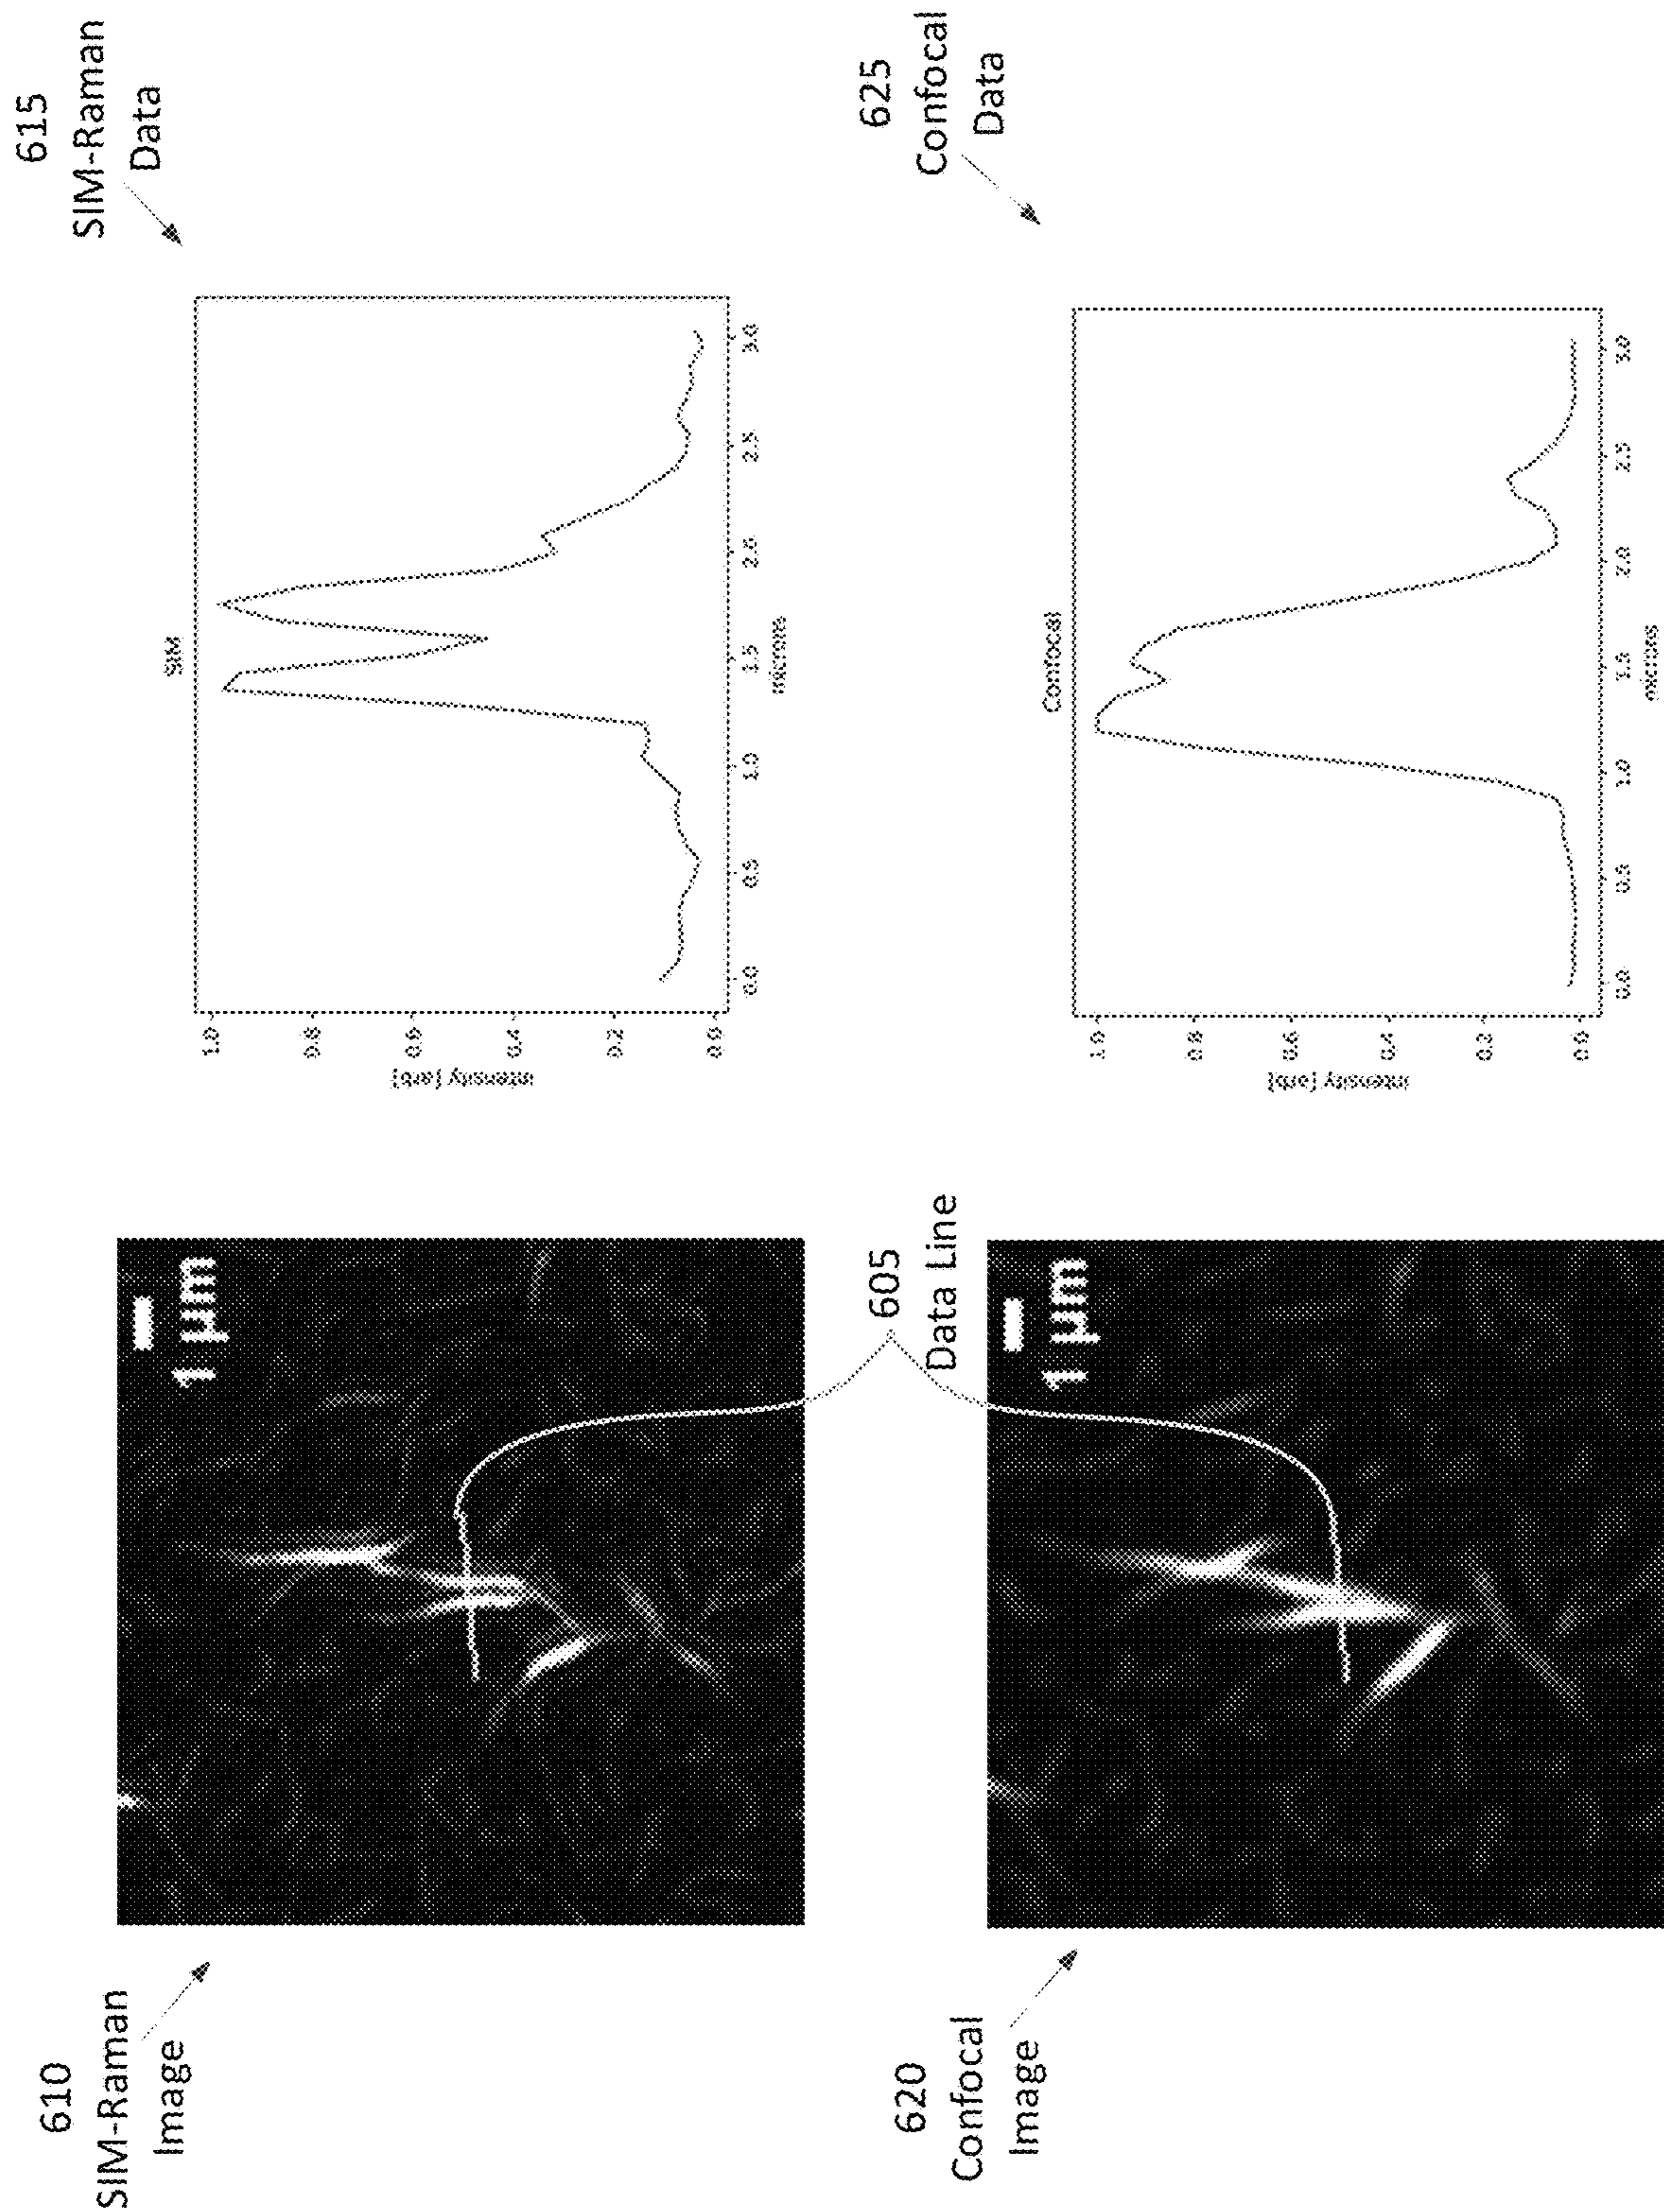 610
SIM-Raman
Image
1 μm
SIM
intensity [arb]
1.0
0.8
0.6
0.4
0.2
0.0
0.0
0.5
1.0
1.5
2.0
2.5
3.0
microns
615
SIM-Raman
Data
605
Data Line
620
Confocal
Image
1 μm
Confocal
intensity [arb]
1.0
0.8
0.6
0.4
0.2
0.0
0.0
0.5
1.0
1.5
2.0
2.5
3.0
microns
625
Confocal
Data